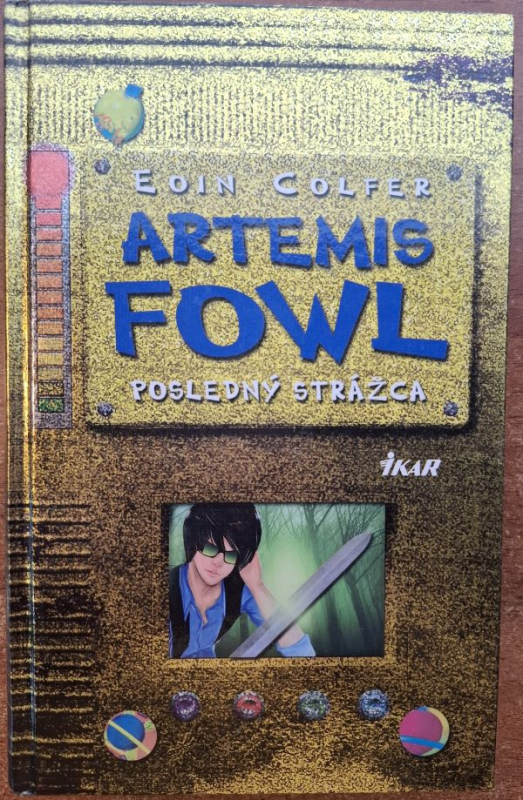 EOIN COLFER
ARTEMIS
FOWL
POSLEDNÝ STRÁŽCA
IKAR